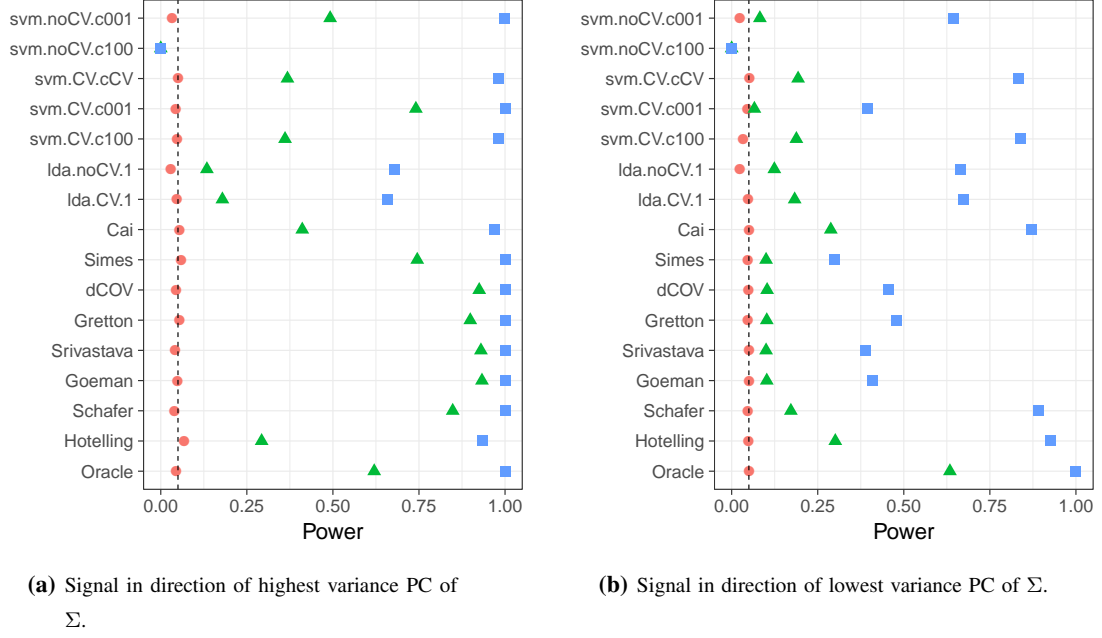 svm.noCV.c001
svm.noCV.c100
svm.CV.cCV
svm.CV.c001
svm.CV.c100
lda.noCV.1
lda.CV.1
Cai
Simes
dCOV
Gretton
Srivastava
Goeman
Schafer
Hotelling
Oracle
0.00 0.25 0.50 0.75 1.00
Power
(a) Signal in direction of highest variance PC of
Σ.
svm.noCV.c001
svm.noCV.c100
svm.CV.cCV
svm.CV.c001
svm.CV.c100
lda.noCV.1
lda.CV.1
Cai
Simes
dCOV
Gretton
Srivastava
Goeman
Schafer
Hotelling
Oracle
0.00 0.25 0.50 0.75 1.00
Power
(b) Signal in direction of lowest variance PC of Σ.